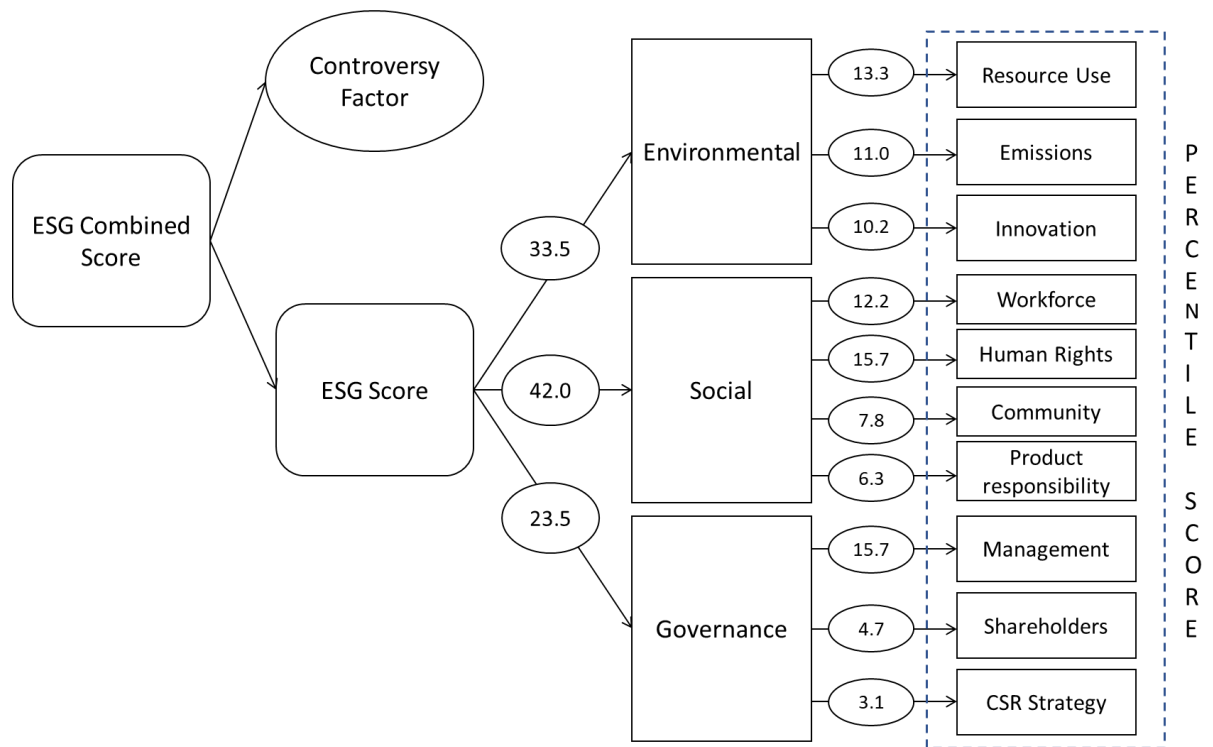 Controversy
Factor
ESG Combined
Score
ESG Score
33.5
42.0
23.5
Environmental
Social
Governance
13.3
Resource Use
11.0
Emissions
10.2
Innovation
12.2
Workforce
15.7
Human Rights
7.8
Community
6.3
Product
responsibility
15.7
Management
4.7
Shareholders
3.1
CSR Strategy
PERCENTILE SCORE